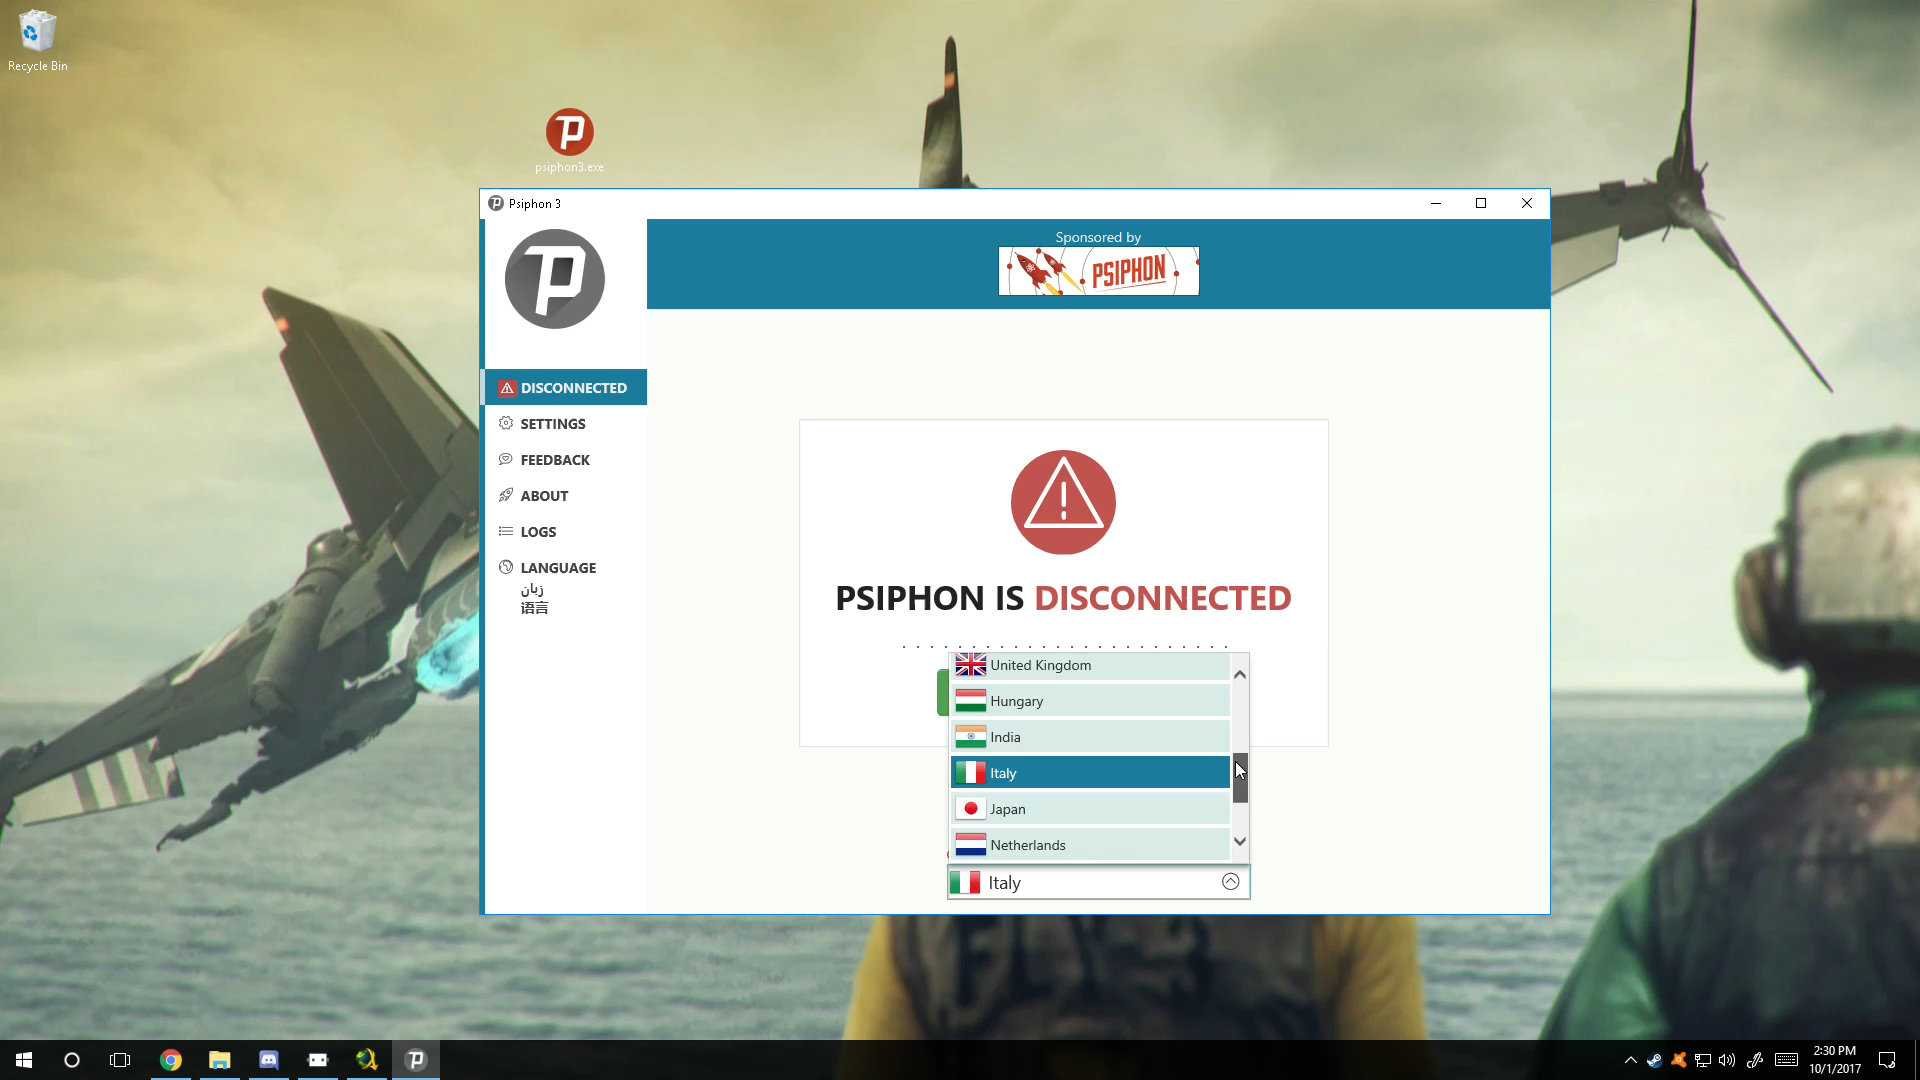 Recycle Bin
psiphon3.exe
Psiphon 3
Sponsored by
PSIPHON
DISCONNECTED
SETTINGS
FEEDBACK
ABOUT
LOGS
LANGUAGE
زبان
语言
PSIPHON IS DISCONNECTED
United Kingdom
Hungary
India
Italy
Japan
Netherlands
Italy
2:30 PM
10/1/2017